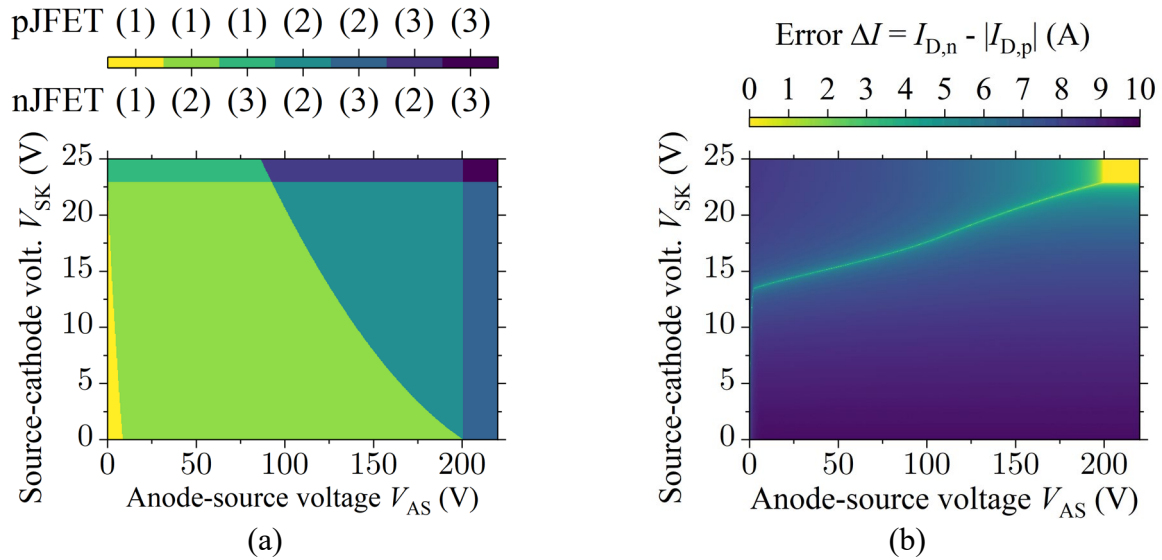 pJFET (1) (1) (1) (2) (2) (3) (3)
nJFET (1) (2) (3) (2) (3) (2) (3)
Source-cathode volt. V_SK (V)
25
20
15
10
5
0
0 50 100 150 200
Anode-source voltage V_AS (V)
(a)
Error ΔI = I_D,n - |I_D,p| (A)
0 1 2 3 4 5 6 7 8 9 10
Source-cathode volt. V_SK (V)
25
20
15
10
5
0
0 50 100 150 200
Anode-source voltage V_AS (V)
(b)